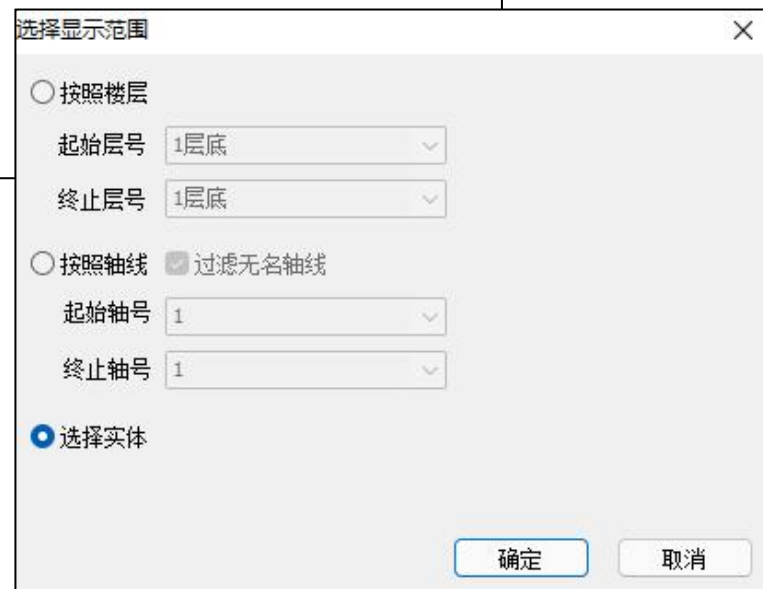 选择显示范围
按照楼层
起始层号 1层底
终止层号 1层底
按照轴线 过滤无名轴线
起始轴号 1
终止轴号 1
选择实体
确定 取消